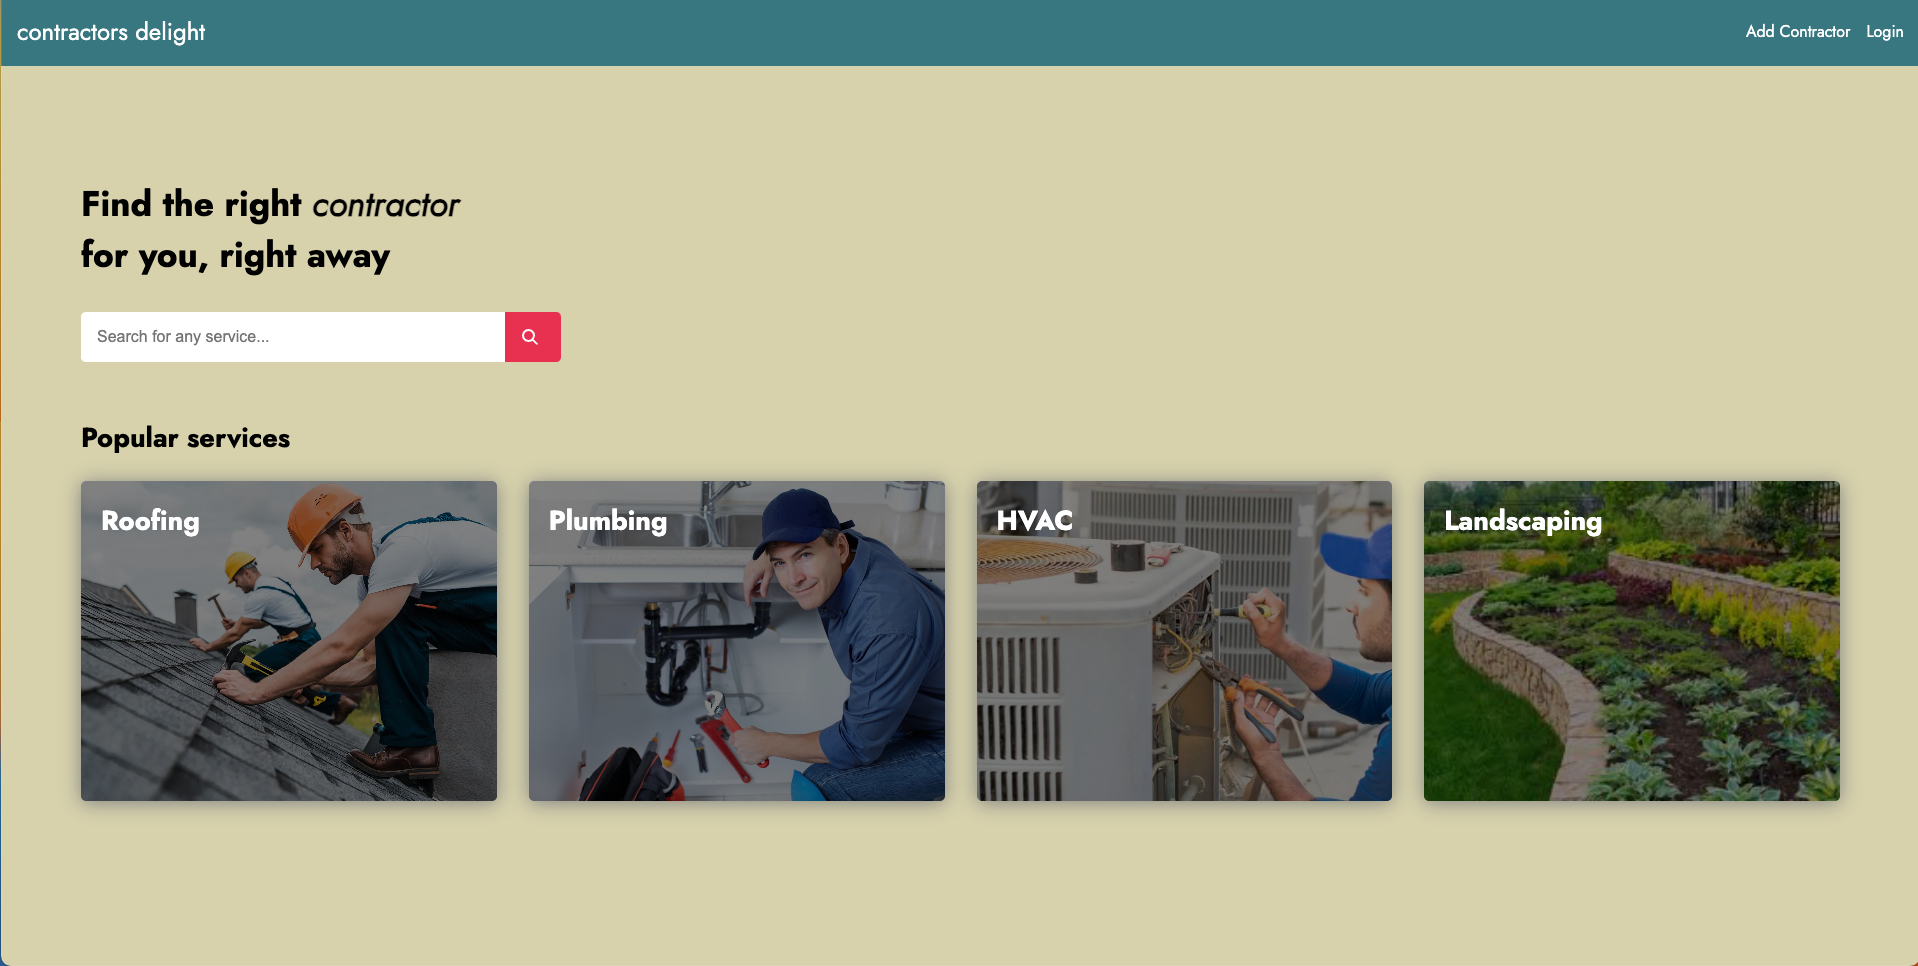 contractors delight
Add Contractor
Login
Find the right contractor
for you, right away
Search for any service...
Popular services
Roofing
Plumbing
HVAC
Landscaping